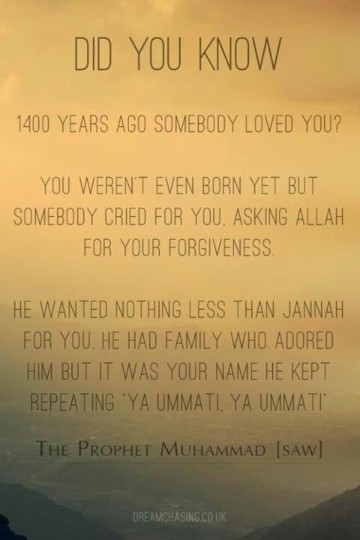 DID YOU KNOW
1400 YEARS AGO SOMEBODY LOVED YOU?
YOU WEREN'T EVEN BORN YET BUT
SOMEBODY CRIED FOR YOU, ASKING ALLAH
FOR YOUR FORGIVENESS.
HE WANTED NOTHING LESS THAN JANNAH
FOR YOU. HE HAD FAMILY WHO ADORED
HIM BUT IT WAS YOUR NAME HE KEPT
REPEATING "YA UMMATI, YA UMMATI"
THE PROPHET MUHAMMAD [SAW]
DREAMCHASING.CO.UK